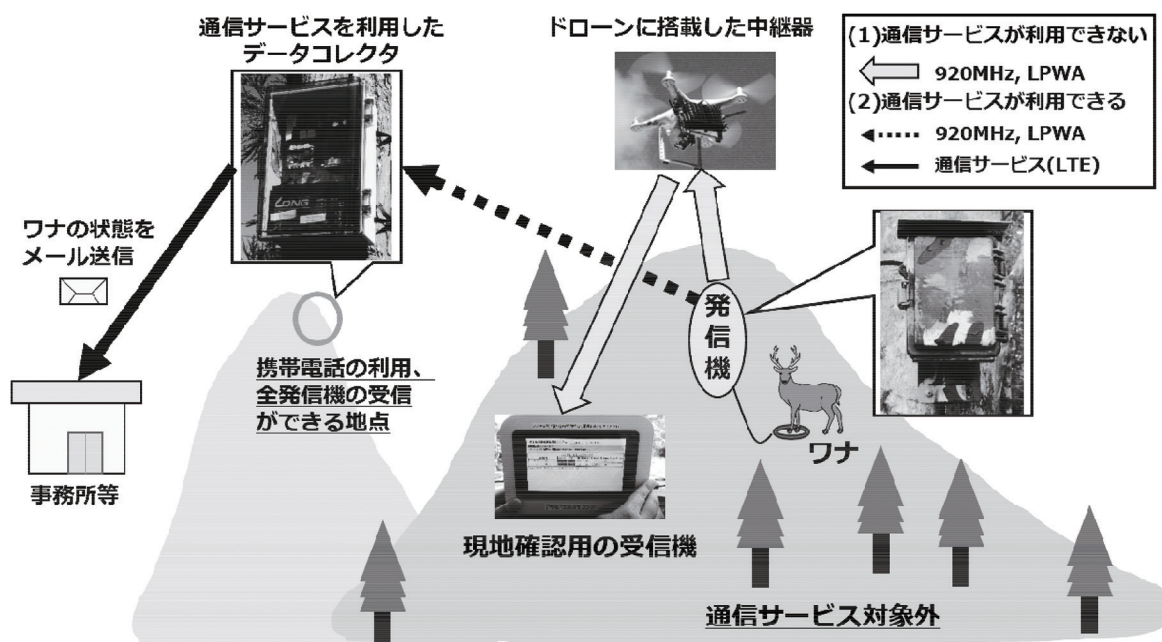 通信サービスを利用した
データコレクタ
ドローンに搭載した中継器
(1)通信サービスが利用できない
920MHz, LPWA
(2)通信サービスが利用できる
920MHz, LPWA
通信サービス(LTE)
LONG
ワナの状態を
メール送信
発信機
携帯電話の利用、
全発信機の受信
ができる地点
ワナ
事務所等
現地確認用の受信機
通信サービス対象外